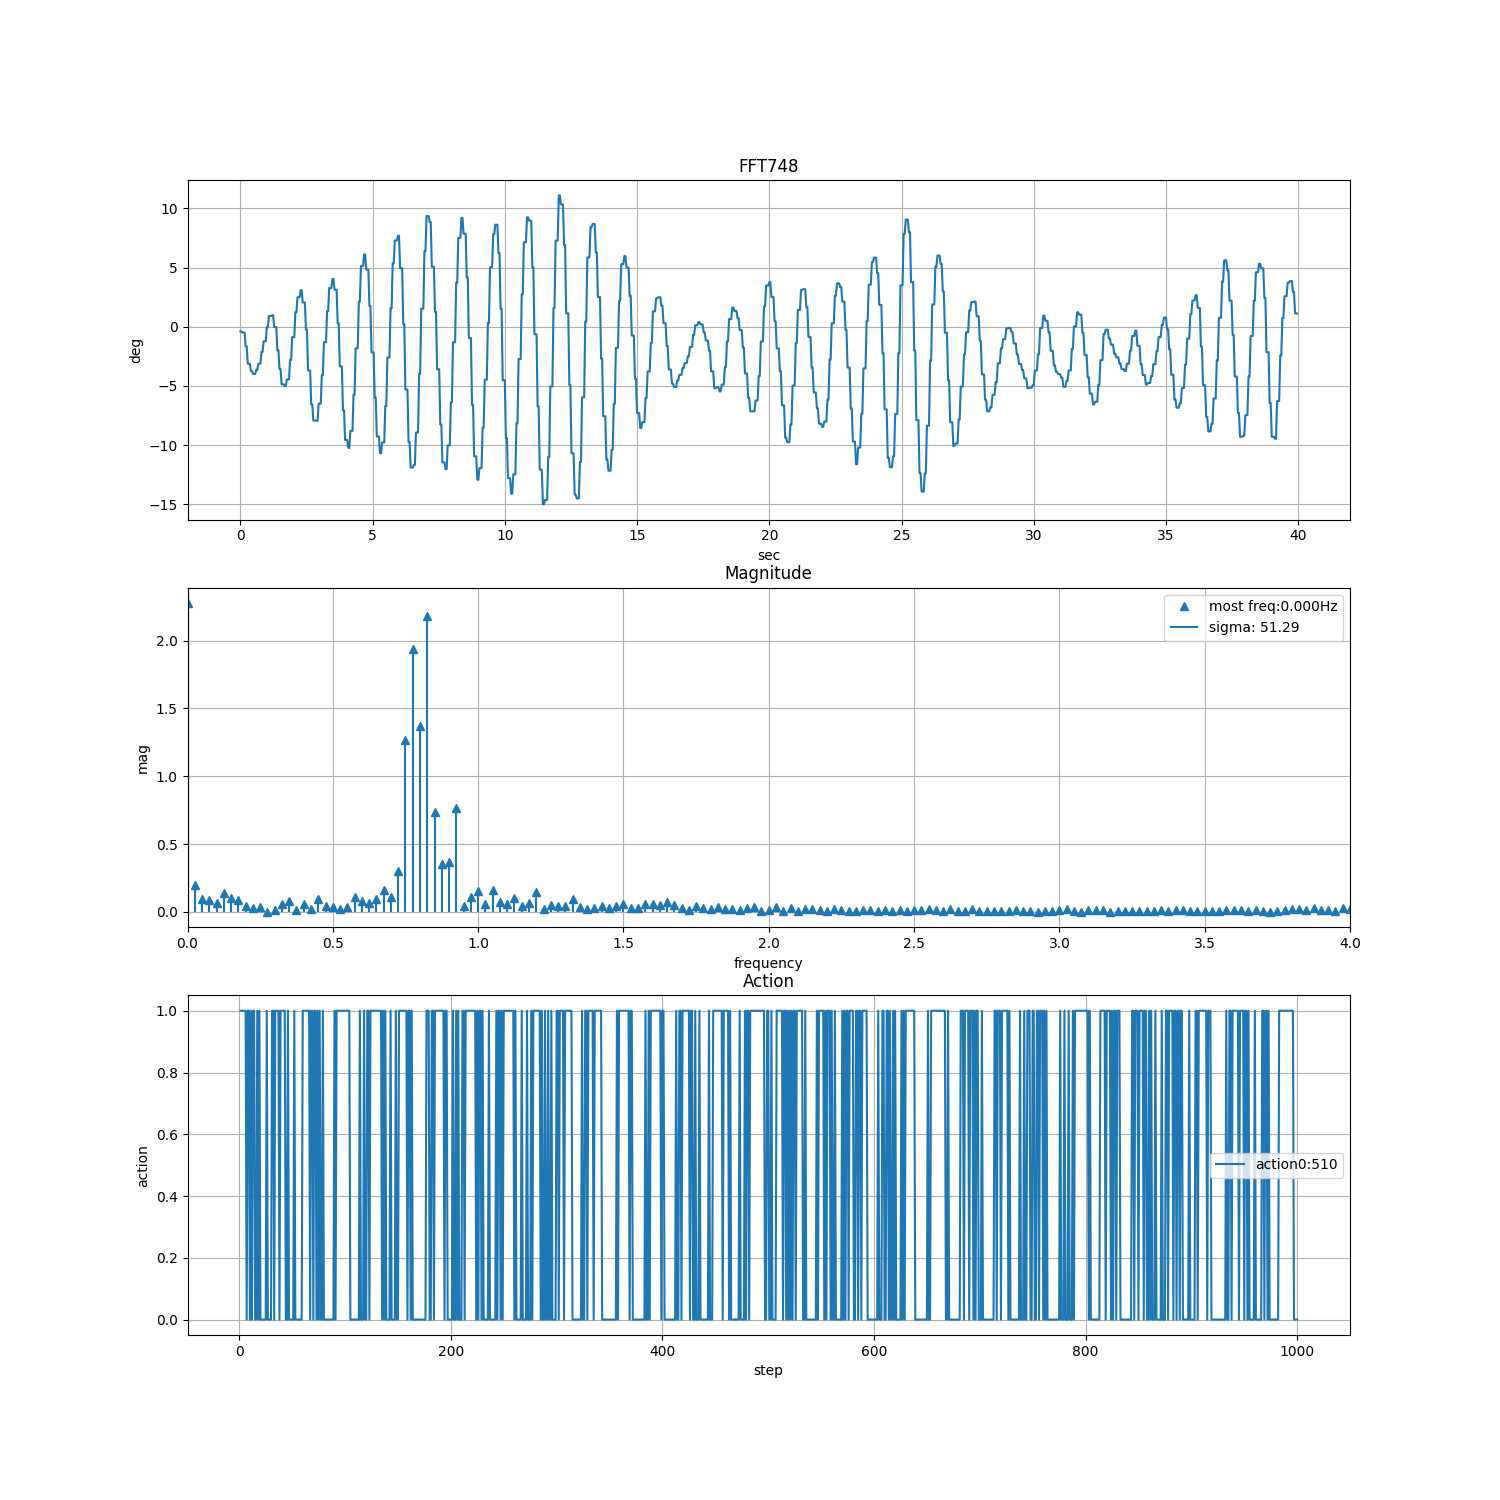 FFT748
10
5
0
−5
−10
−15
deg
0 5 10 15 20 25 30 35 40
sec
Magnitude
most freq:0.000Hz
sigma: 51.29
2.0
1.5
1.0
0.5
0.0
mag
0.0 0.5 1.0 1.5 2.0 2.5 3.0 3.5 4.0
frequency
Action
1.0
0.8
0.6
0.4
0.2
0.0
action
action0:510
0 200 400 600 800 1000
step